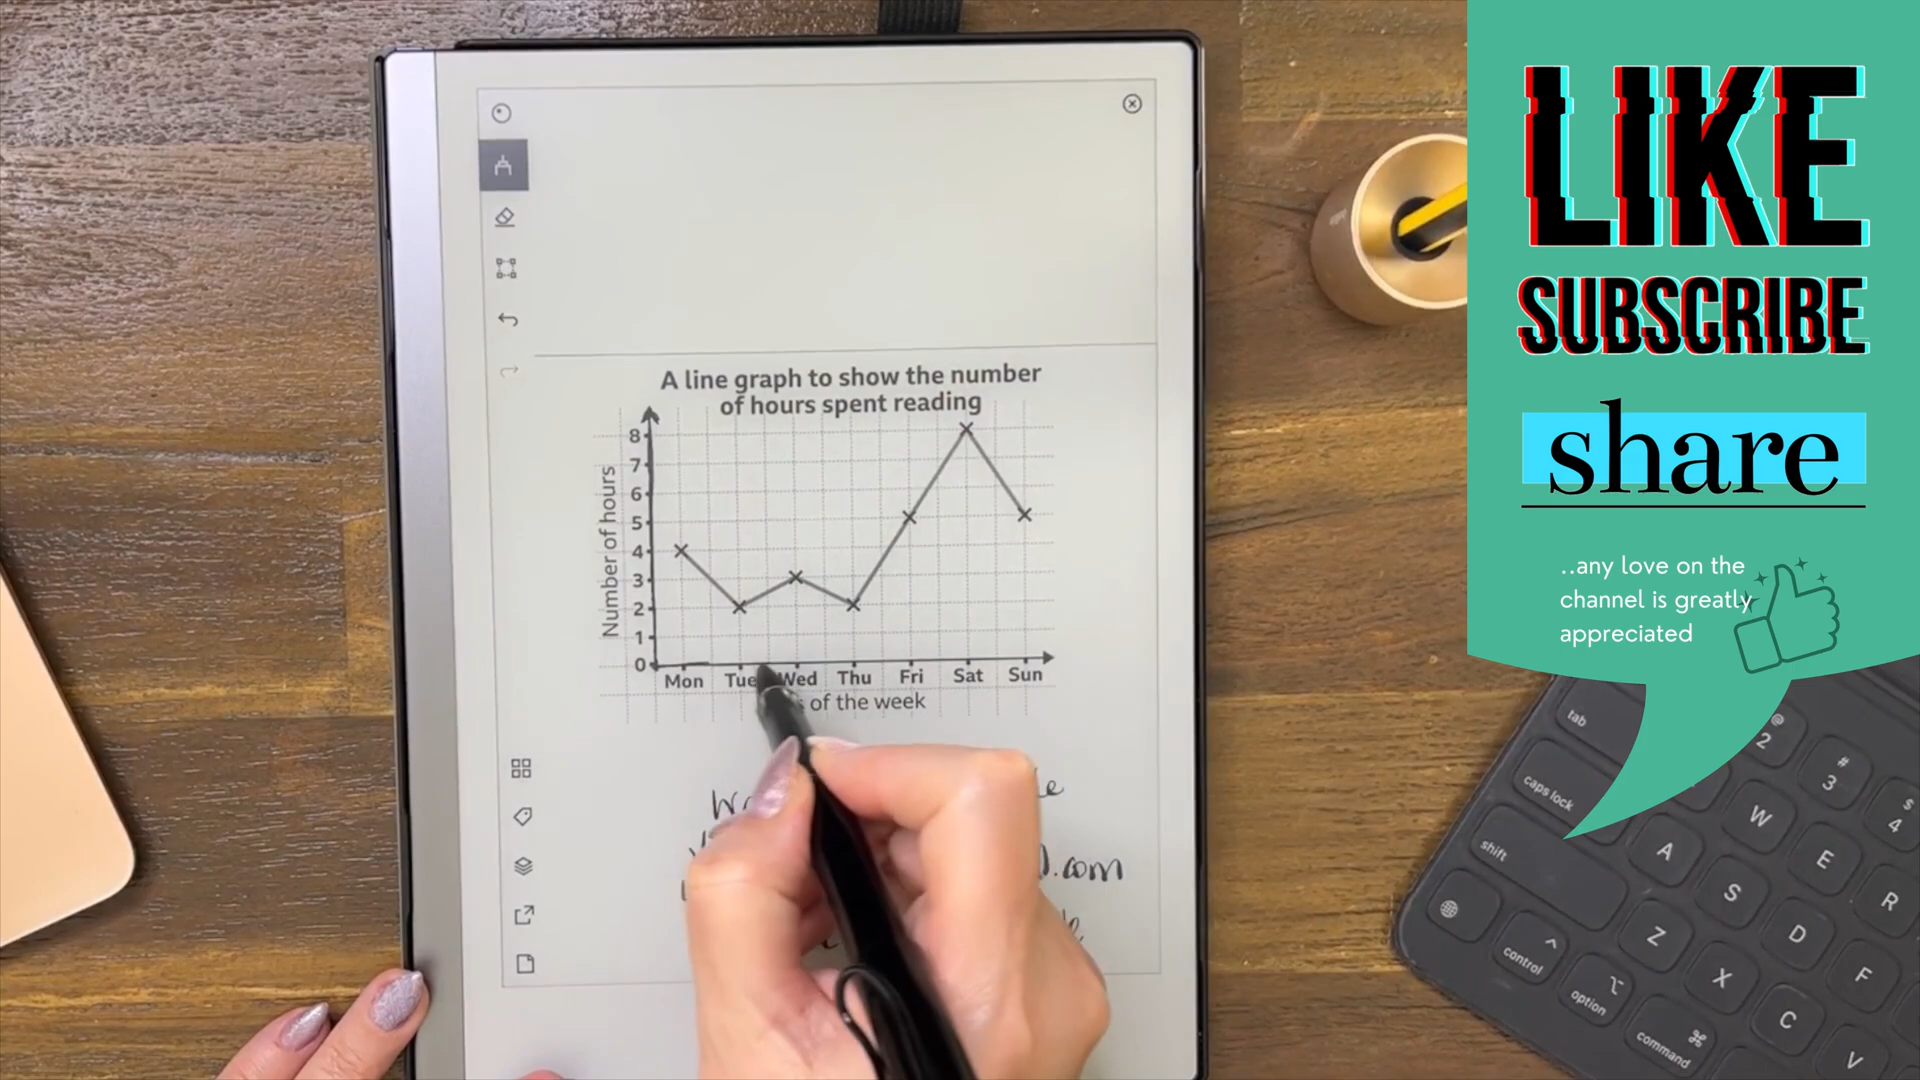 A line graph to show the number
of hours spent reading
Number of hours
8
7
6
5
4
3
2
1
0
Mon Tue Wed Thu Fri Sat Sun
of the week
.com
LIKE
SUBSCRIBE
share
..any love on the
channel is greatly
appreciated
tab
@
2
#
3
$
4
caps lock
W
E
R
shift
A
S
D
F
Z
X
C
V
control
option
command